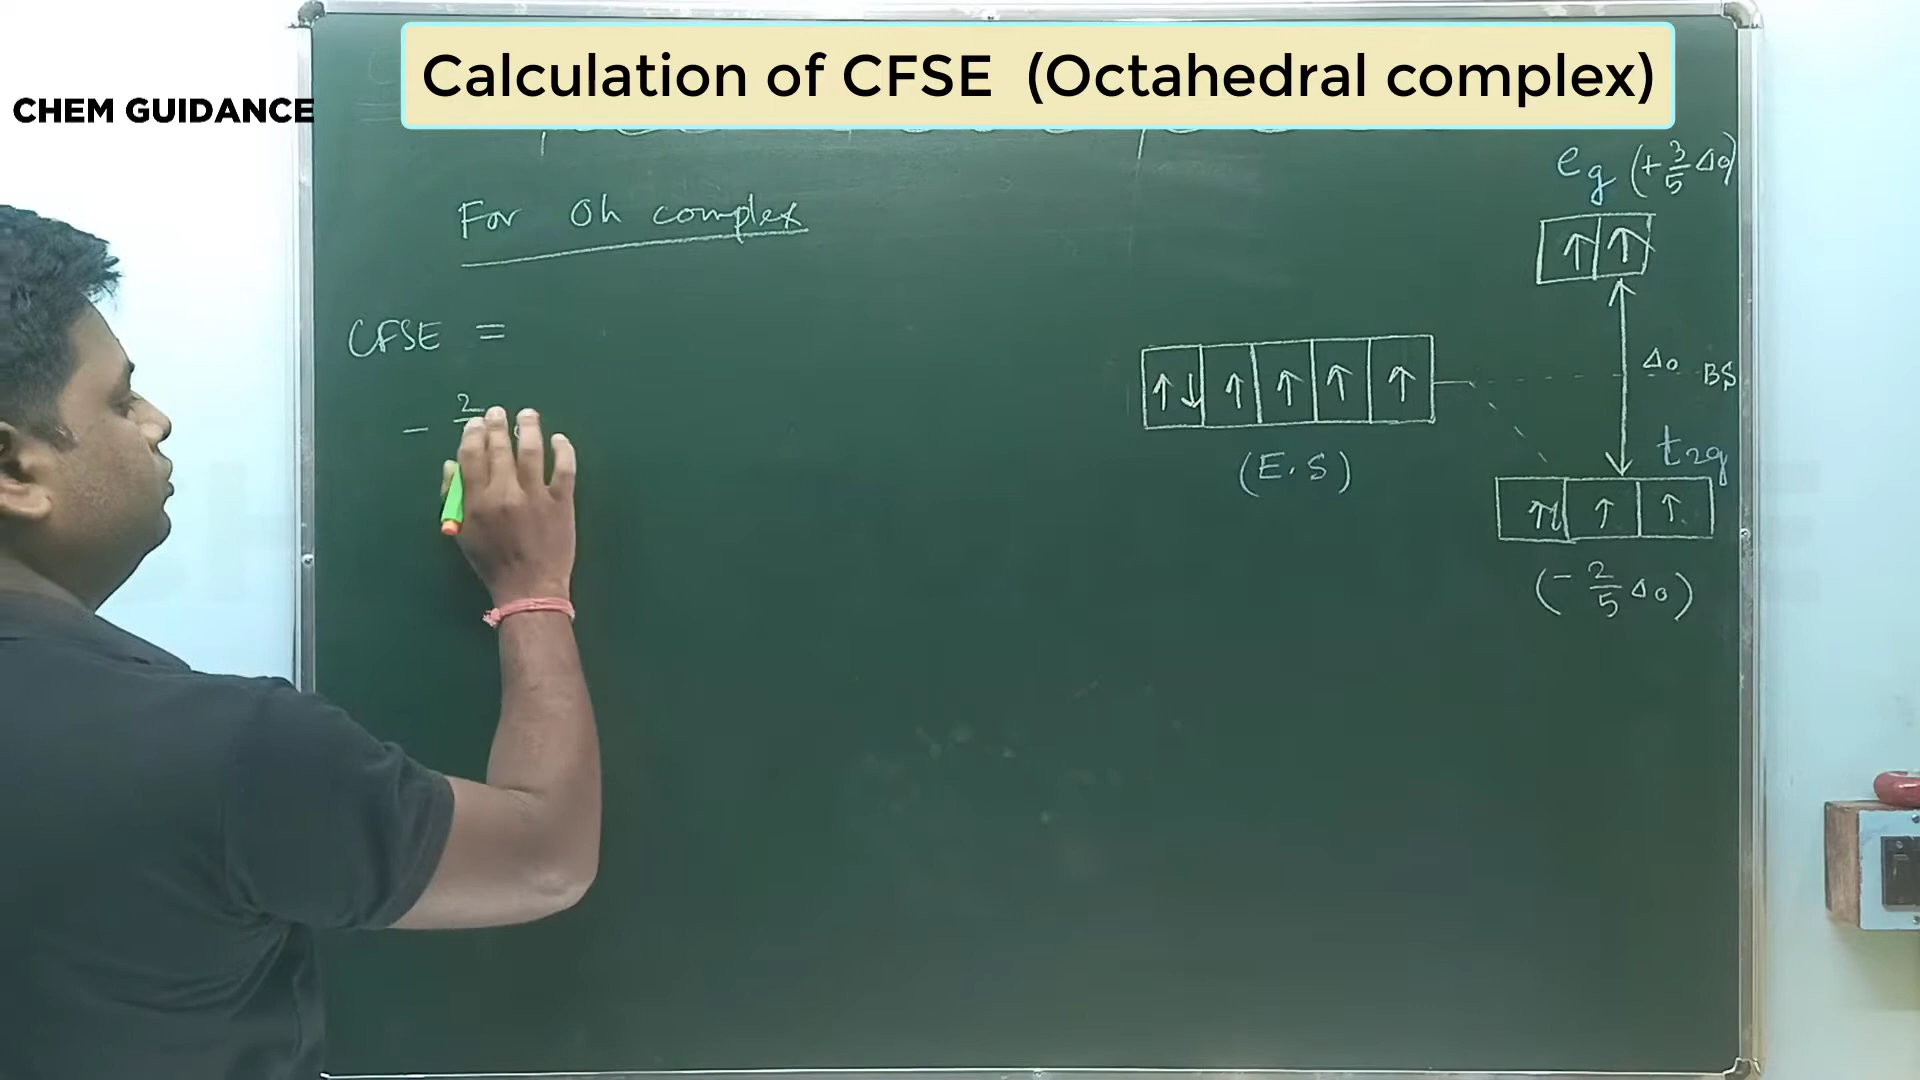 Calculation of CFSE (Octahedral complex)
CHEM GUIDANCE
eg (+3/5 Δo)
For Oh complex
CFSE =
Δo
BS
- 2
t2g
(E.S)
(-2/5 Δo)